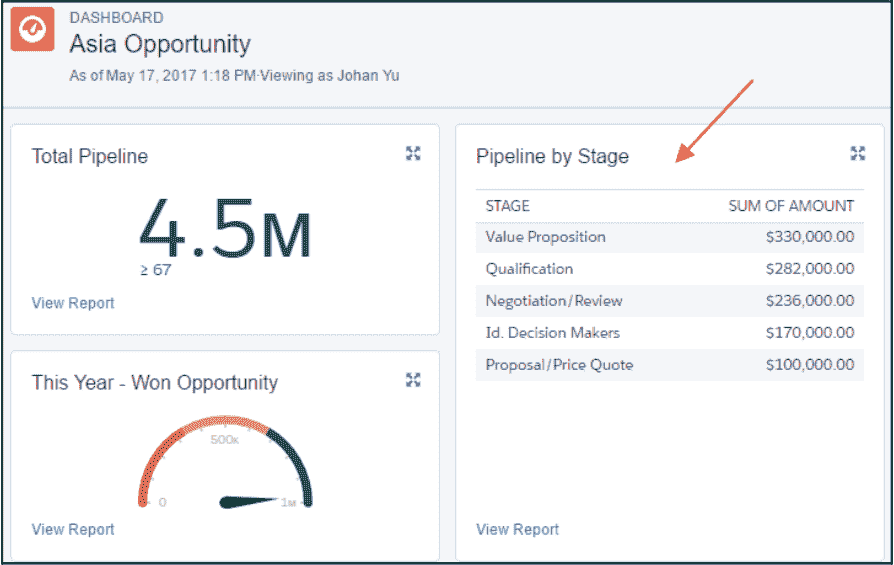 DASHBOARD
Asia Opportunity
As of May 17, 2017 1:18 PM·Viewing as Johan Yu
Total Pipeline
4.5M
≥ 67
View Report
This Year - Won Opportunity
500K
0
1M
View Report
Pipeline by Stage
STAGE SUM OF AMOUNT
Value Proposition $330,000.00
Qualification $282,000.00
Negotiation/Review $236,000.00
Id. Decision Makers $170,000.00
Proposal/Price Quote $100,000.00
View Report